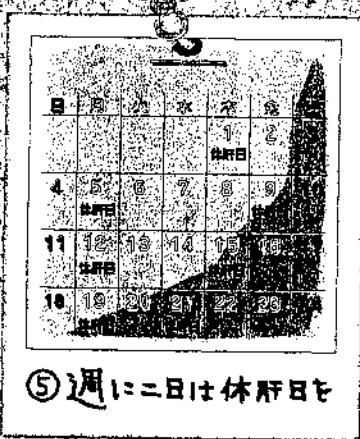 日 月 火 水 木 金
1 2
休肝日
4 5 6 7 8 9
休肝日
11 12 13 14 15 16
休肝日
18 19 20 21 22 23
⑤週に二日は休肝日を